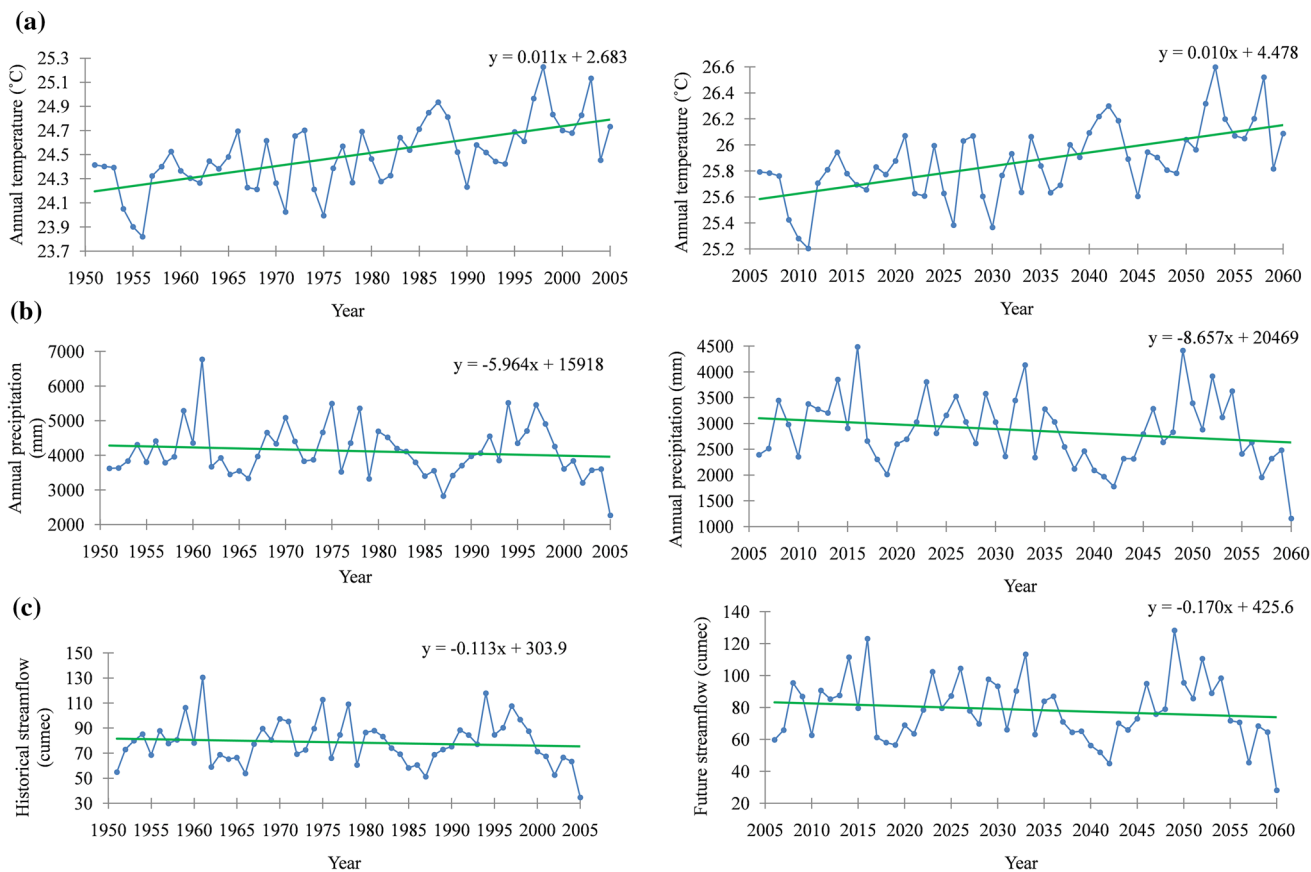 (a)
y = 0.011x + 2.683
Annual temperature (˚C)
25.3
25.1
24.9
24.7
24.5
24.3
24.1
23.9
23.7
1950 1955 1960 1965 1970 1975 1980 1985 1990 1995 2000 2005
Year
y = 0.010x + 4.478
Annual temperature (˚C)
26.6
26.4
26.2
26
25.8
25.6
25.4
25.2
2005 2010 2015 2020 2025 2030 2035 2040 2045 2050 2055 2060
Year
(b)
y = -5.964x + 15918
Annual precipitation
(mm)
7000
6000
5000
4000
3000
2000
1950 1955 1960 1965 1970 1975 1980 1985 1990 1995 2000 2005
Year
y = -8.657x + 20469
Annual precipitation (mm)
4500
4000
3500
3000
2500
2000
1500
1000
2005 2010 2015 2020 2025 2030 2035 2040 2045 2050 2055 2060
Year
(c)
y = -0.113x + 303.9
Historical streamflow
(cumec)
150
130
110
90
70
50
30
1950 1955 1960 1965 1970 1975 1980 1985 1990 1995 2000 2005
Year
y = -0.170x + 425.6
Future streamflow (cumec)
140
120
100
80
60
40
20
2005 2010 2015 2020 2025 2030 2035 2040 2045 2050 2055 2060
Year